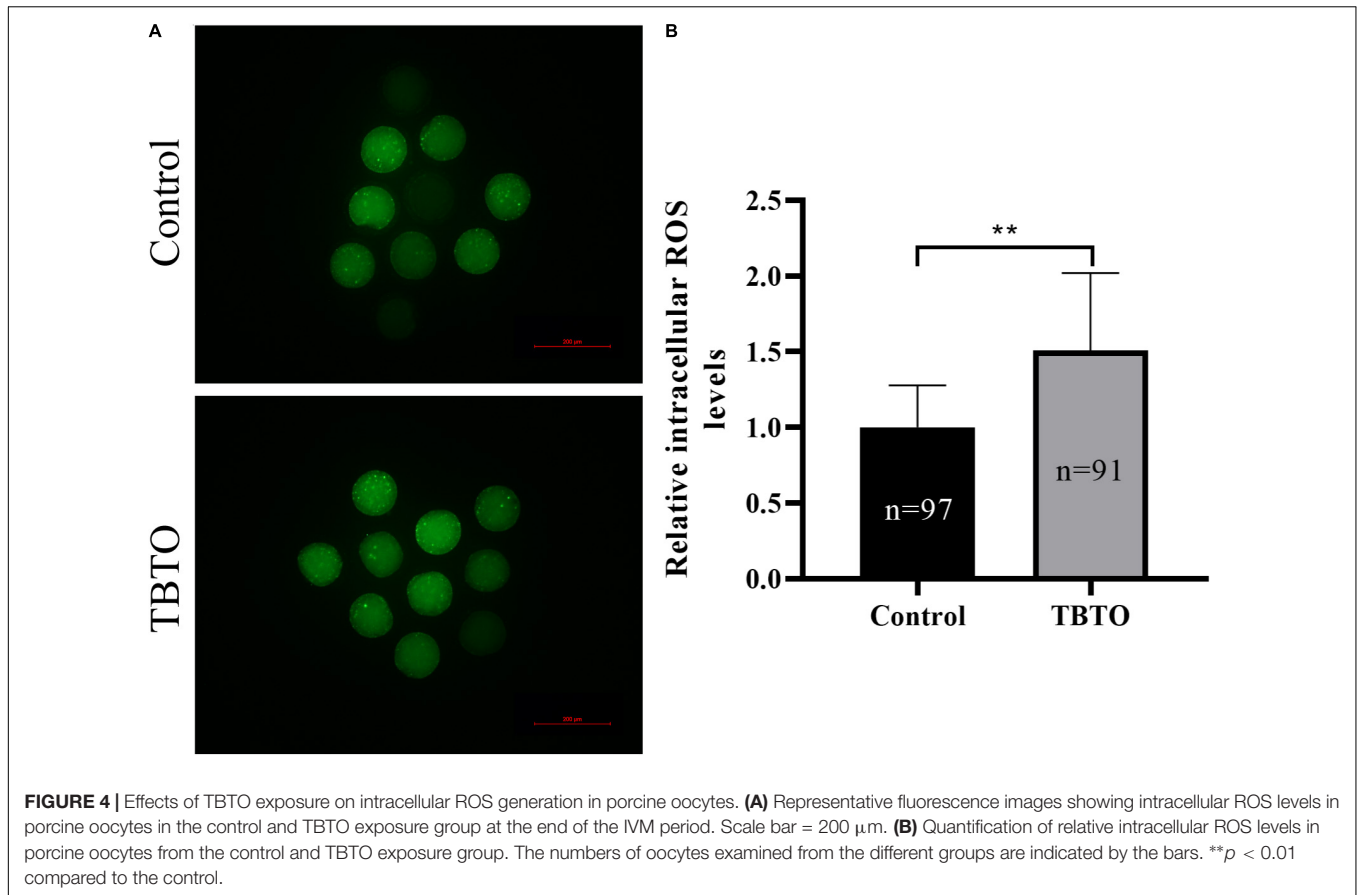 A
B
Control
TBTO
200 µm
200 µm
Relative intracellular ROS
levels
2.5
2.0
1.5
1.0
0.5
0.0
**
n=97
n=91
Control
TBTO
FIGURE 4 | Effects of TBTO exposure on intracellular ROS generation in porcine oocytes. (A) Representative fluorescence images showing intracellular ROS levels in
porcine oocytes in the control and TBTO exposure group at the end of the IVM period. Scale bar = 200 μm. (B) Quantification of relative intracellular ROS levels in
porcine oocytes from the control and TBTO exposure group. The numbers of oocytes examined from the different groups are indicated by the bars. **p < 0.01
compared to the control.